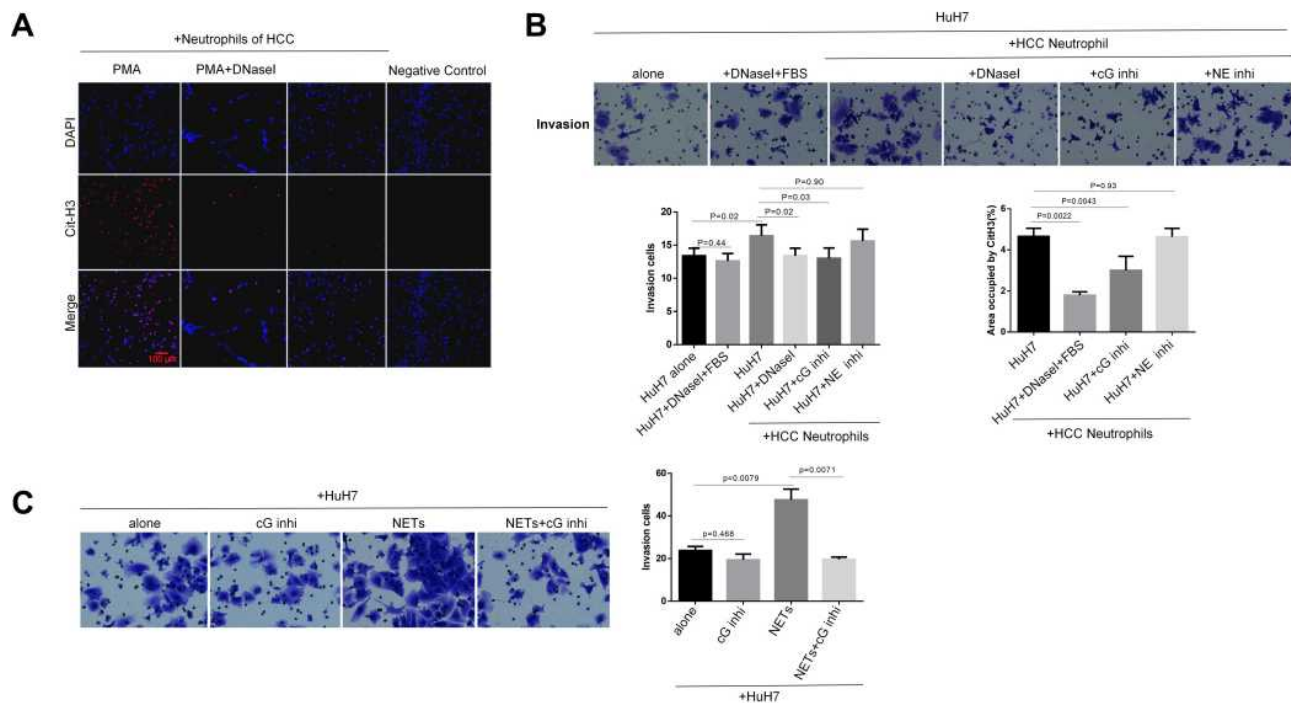 A
+Neutrophils of HCC
PMA
PMA+DNaseI
Negative Control
DAPI
Cit-H3
Merge
100 μm
B
HuH7
+HCC Neutrophil
alone
+DNaseI+FBS
+DNaseI
+cG inhi
+NE inhi
Invasion
P=0.90
P=0.03
P=0.02
P=0.02
P=0.44
Invasion cells
20
15
10
5
0
HuH7 alone
HuH7+DNaseI+FBS
HuH7
HuH7+DNaseI
HuH7+cG inhi
HuH7+NE inhi
+HCC Neutrophils
P=0.93
P=0.0043
P=0.0022
Area occupied by CitH3(%)
6
4
2
0
HuH7
HuH7+DNaseI+FBS
HuH7+cG inhi
HuH7+NE inhi
+HCC Neutrophils
C
+HuH7
alone
cG inhi
NETs
NETs+cG inhi
p=0.0079
p=0.0071
p=0.468
Invasion cells
60
40
20
0
alone
cG inhi
NETs
NETs+cG inhi
+HuH7